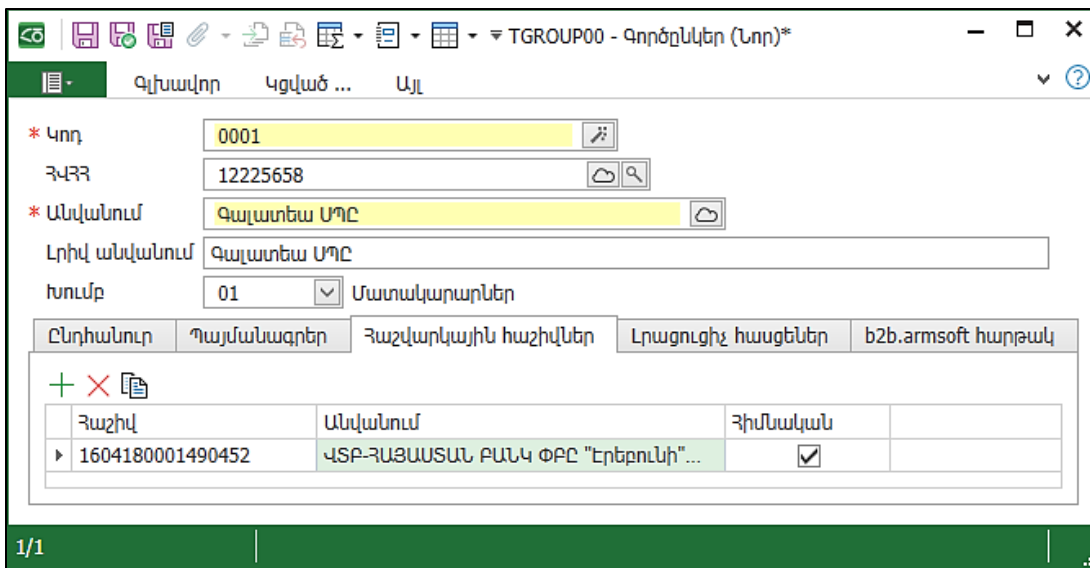 TGROUP00 - Գործընկեր (Նոր)*
Գլխավոր Կցված ... Այլ
* Կոդ 0001
ՀՎՀՀ 12225658
* Անվանում Գալատեա ՍՊԸ
Լրիվ անվանում Գալատեա ՍՊԸ
Խումբ 01 Մատակարարներ
Ընդհանուր Պայմանագրեր Հաշվարկային հաշիվներ Լրացուցիչ հասցեներ b2b.armsoft հարթակ
Հաշիվ Անվանում Հիմնական
1604180001490452 ՎՏԲ-ՀԱՅԱՍՏԱՆ ԲԱՆԿ ՓԲԸ "Էրեբունի"...
1/1